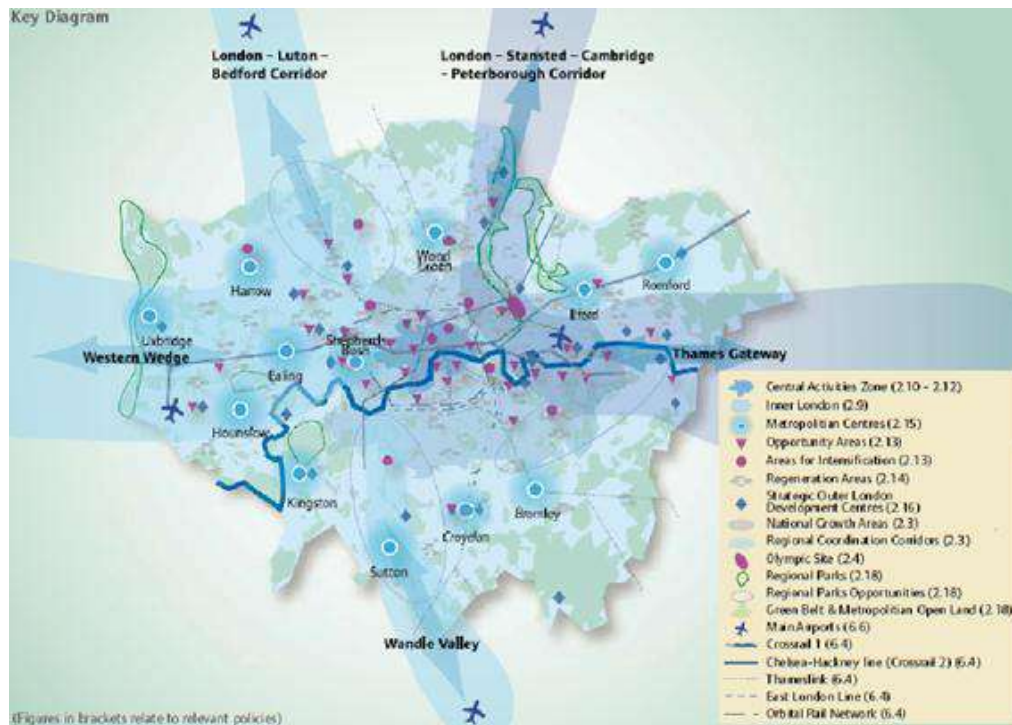 Key Diagram
London – Luton –
Bedford Corridor
London – Stansted – Cambridge
– Peterborough Corridor
Wood
Green
Harrow
Romford
Ilford
Uxbridge
Shepherds
Bush
Western Wedge
Thames Gateway
Ealing
Hounslow
Kingston
Bromley
Croydon
Sutton
Wandle Valley
Central Activities Zone (2.10 – 2.12)
Inner London (2.9)
Metropolitan Centres (2.15)
Opportunity Areas (2.13)
Areas for Intensification (2.13)
Regeneration Areas (2.14)
Strategic Outer London
Development Centres (2.16)
National Growth Areas (2.3)
Regional Coordination Corridors (2.3)
Olympic Site (2.4)
Regional Parks (2.18)
Regional Parks Opportunities (2.18)
Green Belt & Metropolitan Open Land (2.18)
Main Airports (6.6)
Crossrail 1 (6.4)
Chelsea-Hackney line (Crossrail 2) (6.4)
Thameslink (6.4)
East London Line (6.4)
Orbital Rail Network (6.4)
(Figures in brackets relate to relevant policies)